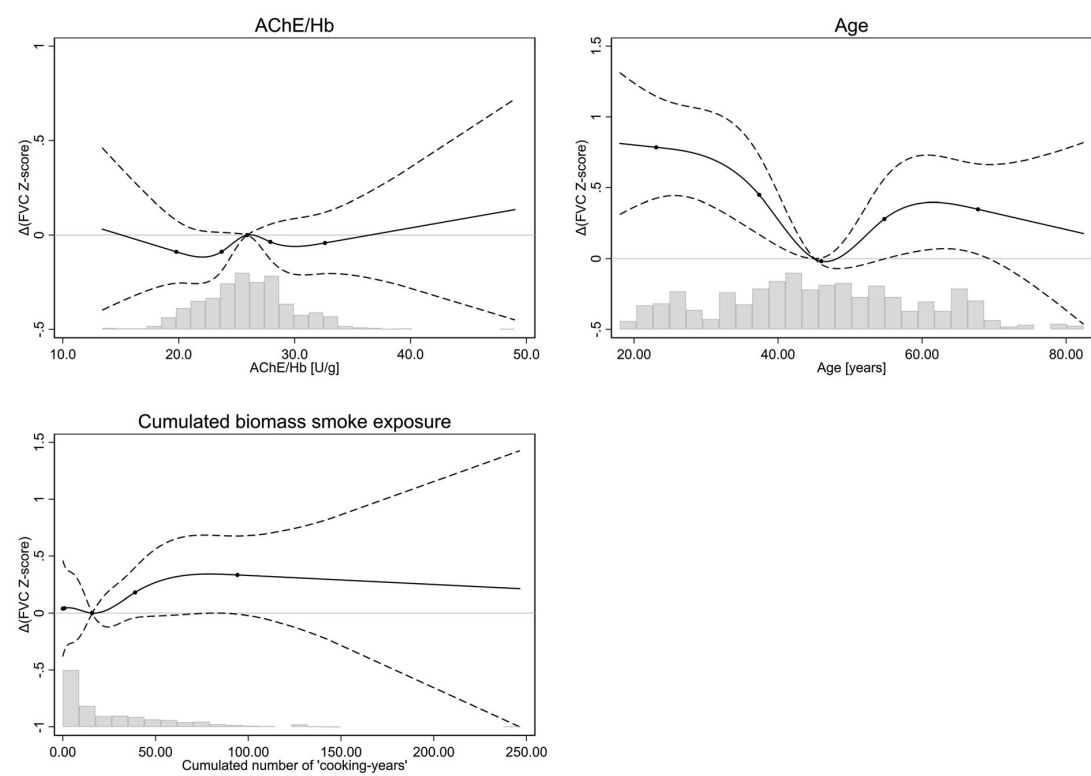 AChE/Hb
Δ(FVC Z-score)
1
.5
0
-.5
10.0 20.0 30.0 40.0 50.0
AChE/Hb [U/g]
Age
Δ(FVC Z-score)
1.5
1
.5
0
-.5
20.00 40.00 60.00 80.00
Age [years]
Cumulated biomass smoke exposure
Δ(FVC Z-score)
1.5
1
.5
0
-.5
-1
0.00 50.00 100.00 150.00 200.00 250.00
Cumulated number of 'cooking-years'